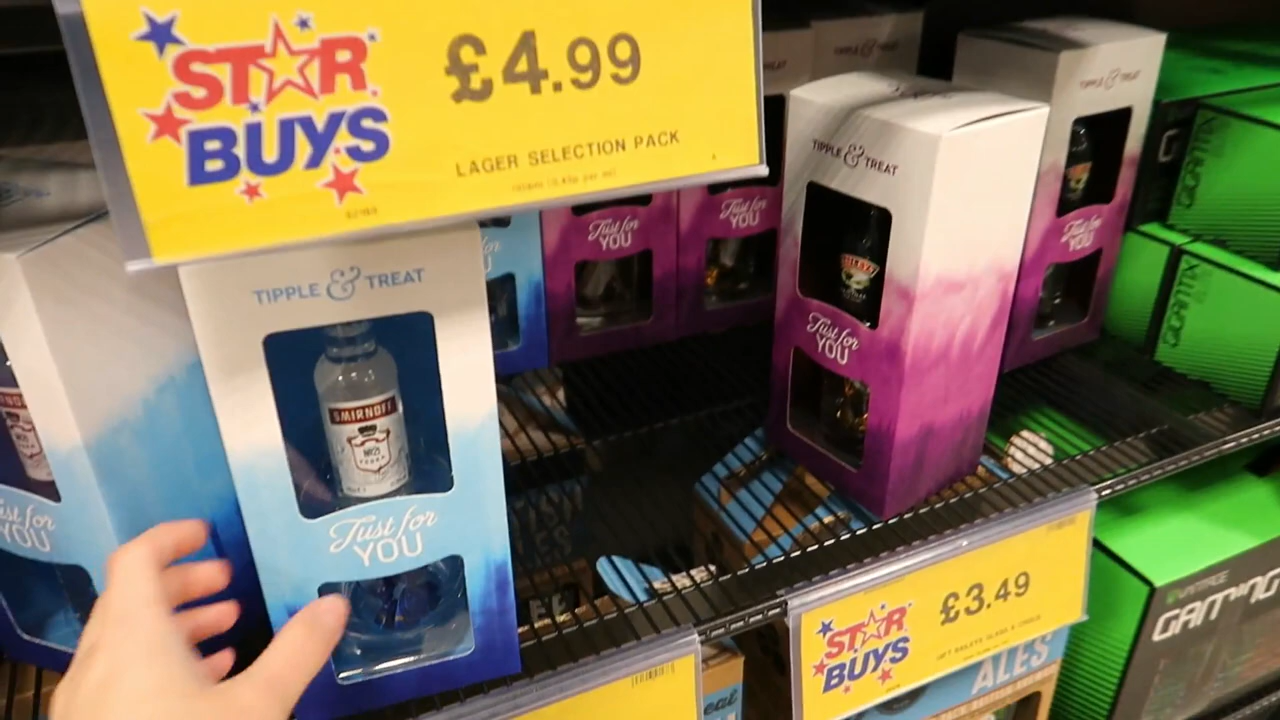 STAR
BUYS
£4.99
LAGER SELECTION PACK
TIPPLE & TREAT
SMIRNOFF
VODKA
Just for
YOU
Just for
YOU
Just for
YOU
Just for
YOU
TIPPLE & TREAT
BAILEYS
Just for
YOU
TIPPLE & TREAT
Just for
YOU
TIPPLE & TREAT
STAR
BUYS
£3.49
ALES
GAMING